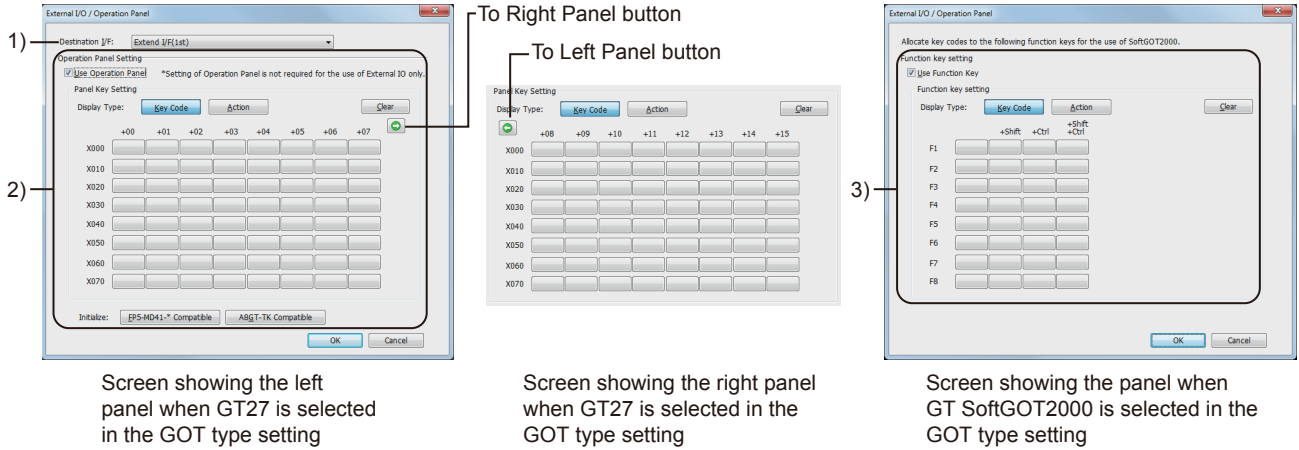 External I/O / Operation Panel
1)
Destination I/F: Extend I/F(1st)
Operation Panel Setting
Use Operation Panel *Setting of Operation Panel is not required for the use of External IO only.
Panel Key Setting
Display Type: Key Code Action Clear
+00 +01 +02 +03 +04 +05 +06 +07
X000
X010
2)
X020
X030
X040
X050
X060
X070
Initialize: FP5-MD41-* Compatible A8GT-TK Compatible
OK Cancel
Screen showing the left
panel when GT27 is selected
in the GOT type setting
To Right Panel button
To Left Panel button
Panel Key Setting
Display Type: Key Code Action Clear
+08 +09 +10 +11 +12 +13 +14 +15
X000
X010
X020
X030
X040
X050
X060
X070
Screen showing the right panel
when GT27 is selected in the
GOT type setting
External I/O / Operation Panel
Allocate key codes to the following function keys for the use of SoftGOT2000.
Function key setting
Use Function Key
Function key setting
Display Type: Key Code Action Clear
+Shift +Ctrl +Shift
+Ctrl
F1
F2
3)
F3
F4
F5
F6
F7
F8
OK Cancel
Screen showing the panel when
GT SoftGOT2000 is selected in the
GOT type setting